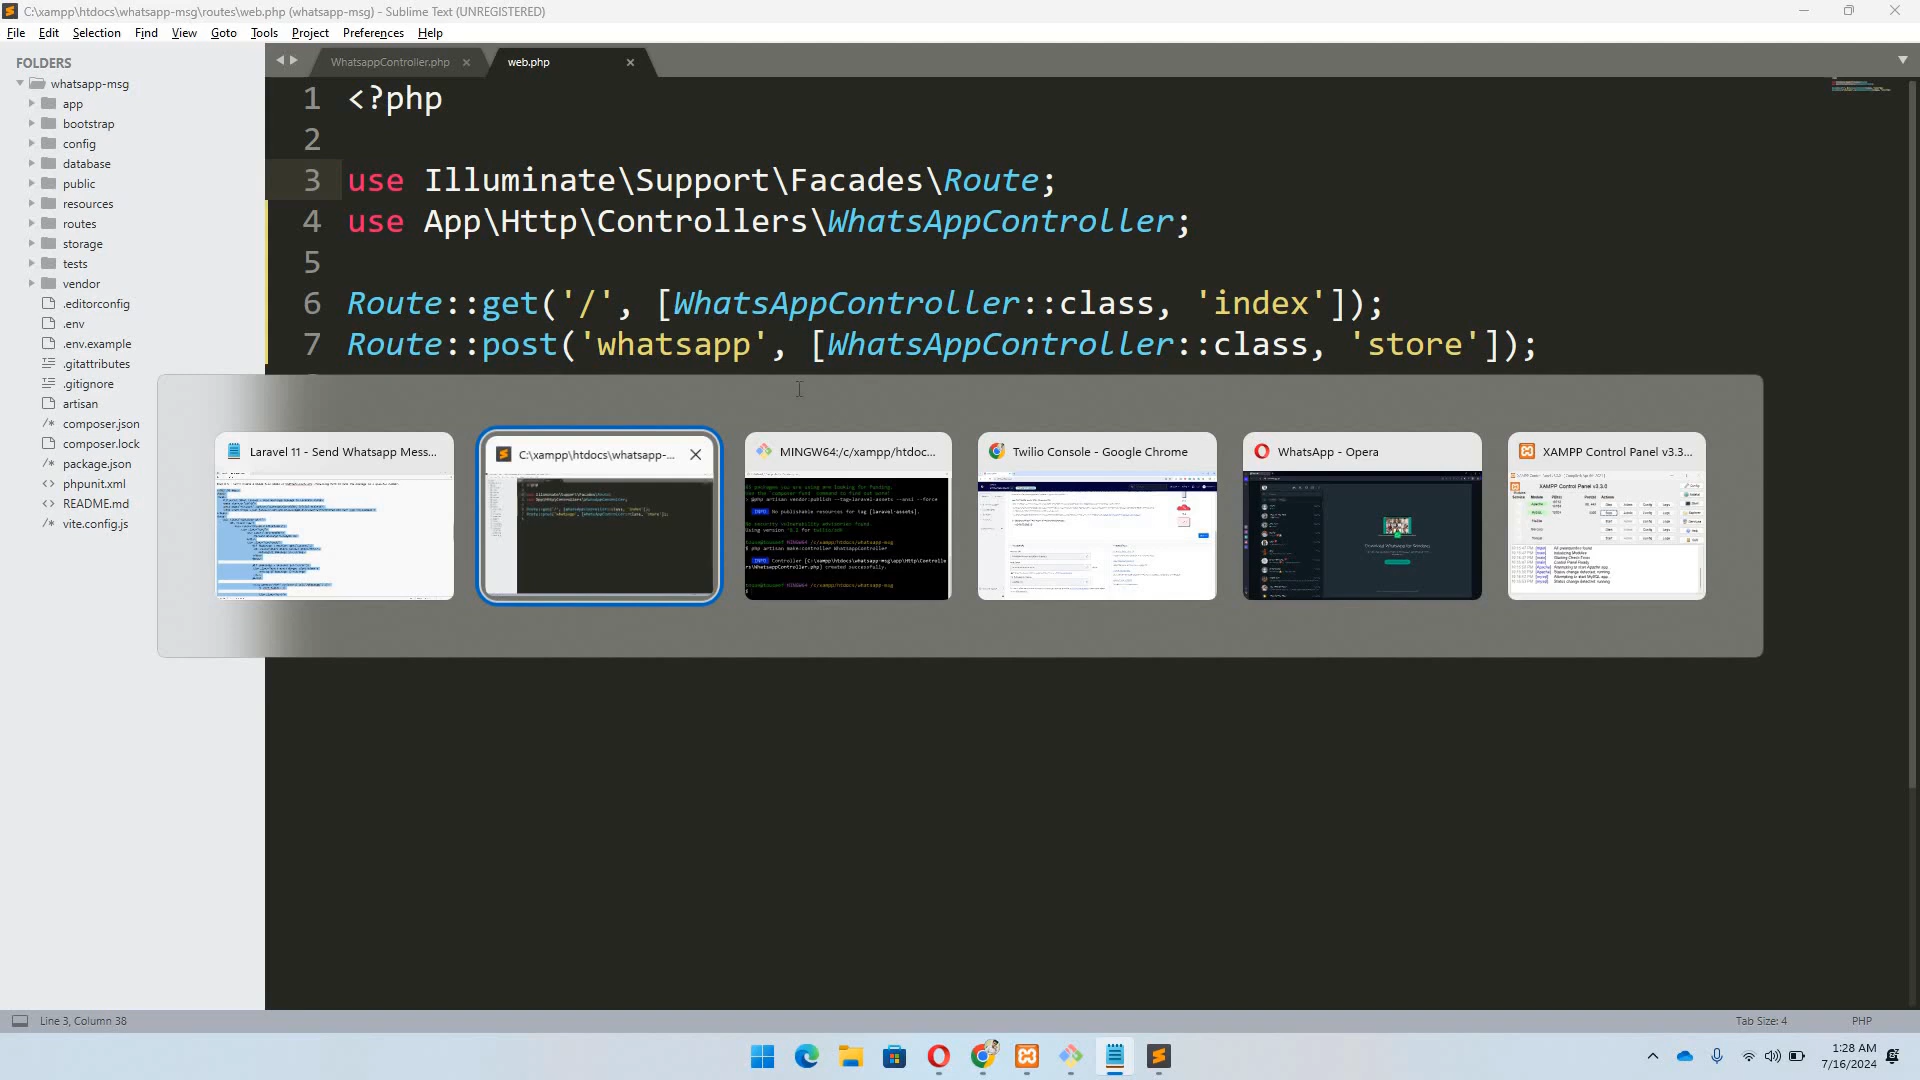 C:\xampp\htdocs\whatsapp-msg\routes\web.php (whatsapp-msg) - Sublime Text (UNREGISTERED)
File Edit Selection Find View Goto Tools Project Preferences Help
FOLDERS
whatsapp-msg
app
bootstrap
config
database
public
resources
routes
storage
tests
vendor
.editorconfig
.env
.env.example
.gitattributes
.gitignore
artisan
composer.json
composer.lock
package.json
phpunit.xml
README.md
vite.config.js
WhatsappController.php
web.php
1 <?php
2
3 use Illuminate\Support\Facades\Route;
4 use App\Http\Controllers\WhatsAppController;
5
6 Route::get('/', [WhatsAppController::class, 'index']);
7 Route::post('whatsapp', [WhatsAppController::class, 'store']);
Laravel 11 - Send Whatsapp Mess...
C:\xampp\htdocs\whatsapp-...
MINGW64:/c/xampp/htdoc...
Twilio Console - Google Chrome
WhatsApp - Opera
XAMPP Control Panel v3.3...
XAMPP Control Panel v3.3.0
Line 3, Column 38
Tab Size: 4
PHP
1:28 AM
7/16/2024